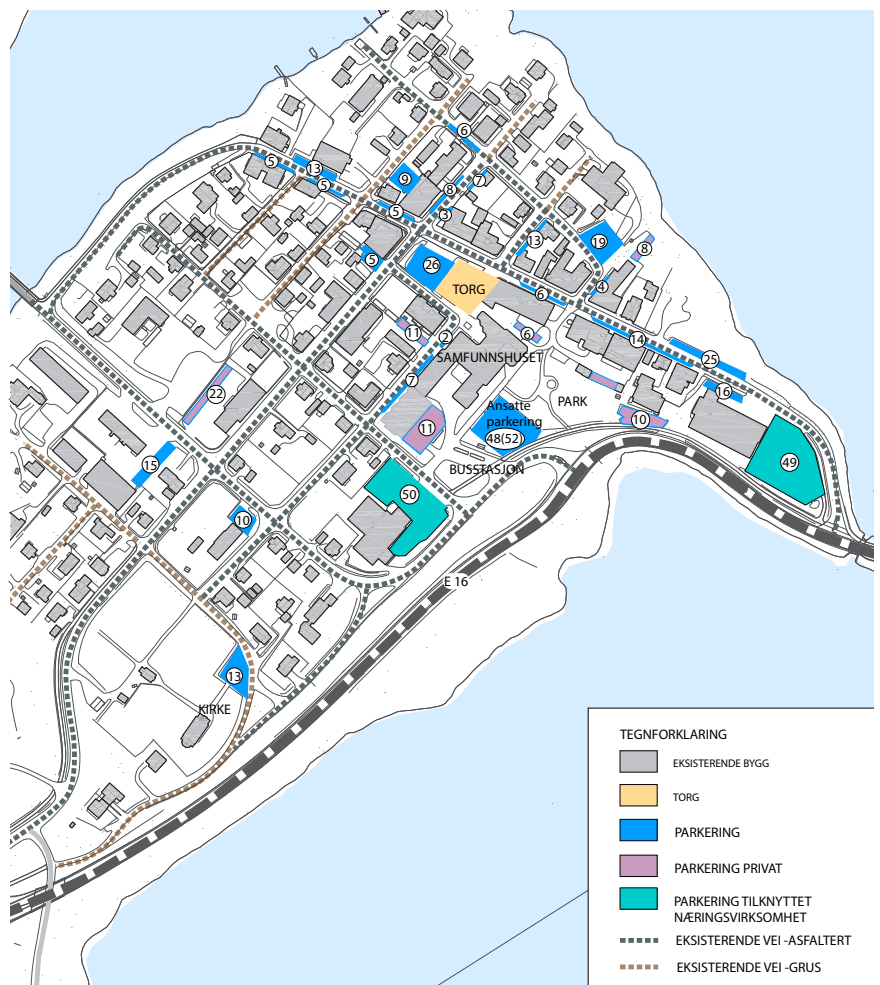 6
5
13
5
9
8
7
5
3
13
19
8
5
26
TORG
4
6
11
2
6
14
25
SAMFUNNSHUSET
7
16
22
PARK
Ansatte
parkering
48(52)
11
10
15
BUSSTASJON
49
50
10
E 16
13
KIRKE
TEGNFORKLARING
EKSISTERENDE BYGG
TORG
PARKERING
PARKERING PRIVAT
PARKERING TILKNYTTET
NÆRINGSVIRKSOMHET
EKSISTERENDE VEI -ASFALTERT
EKSISTERENDE VEI -GRUS